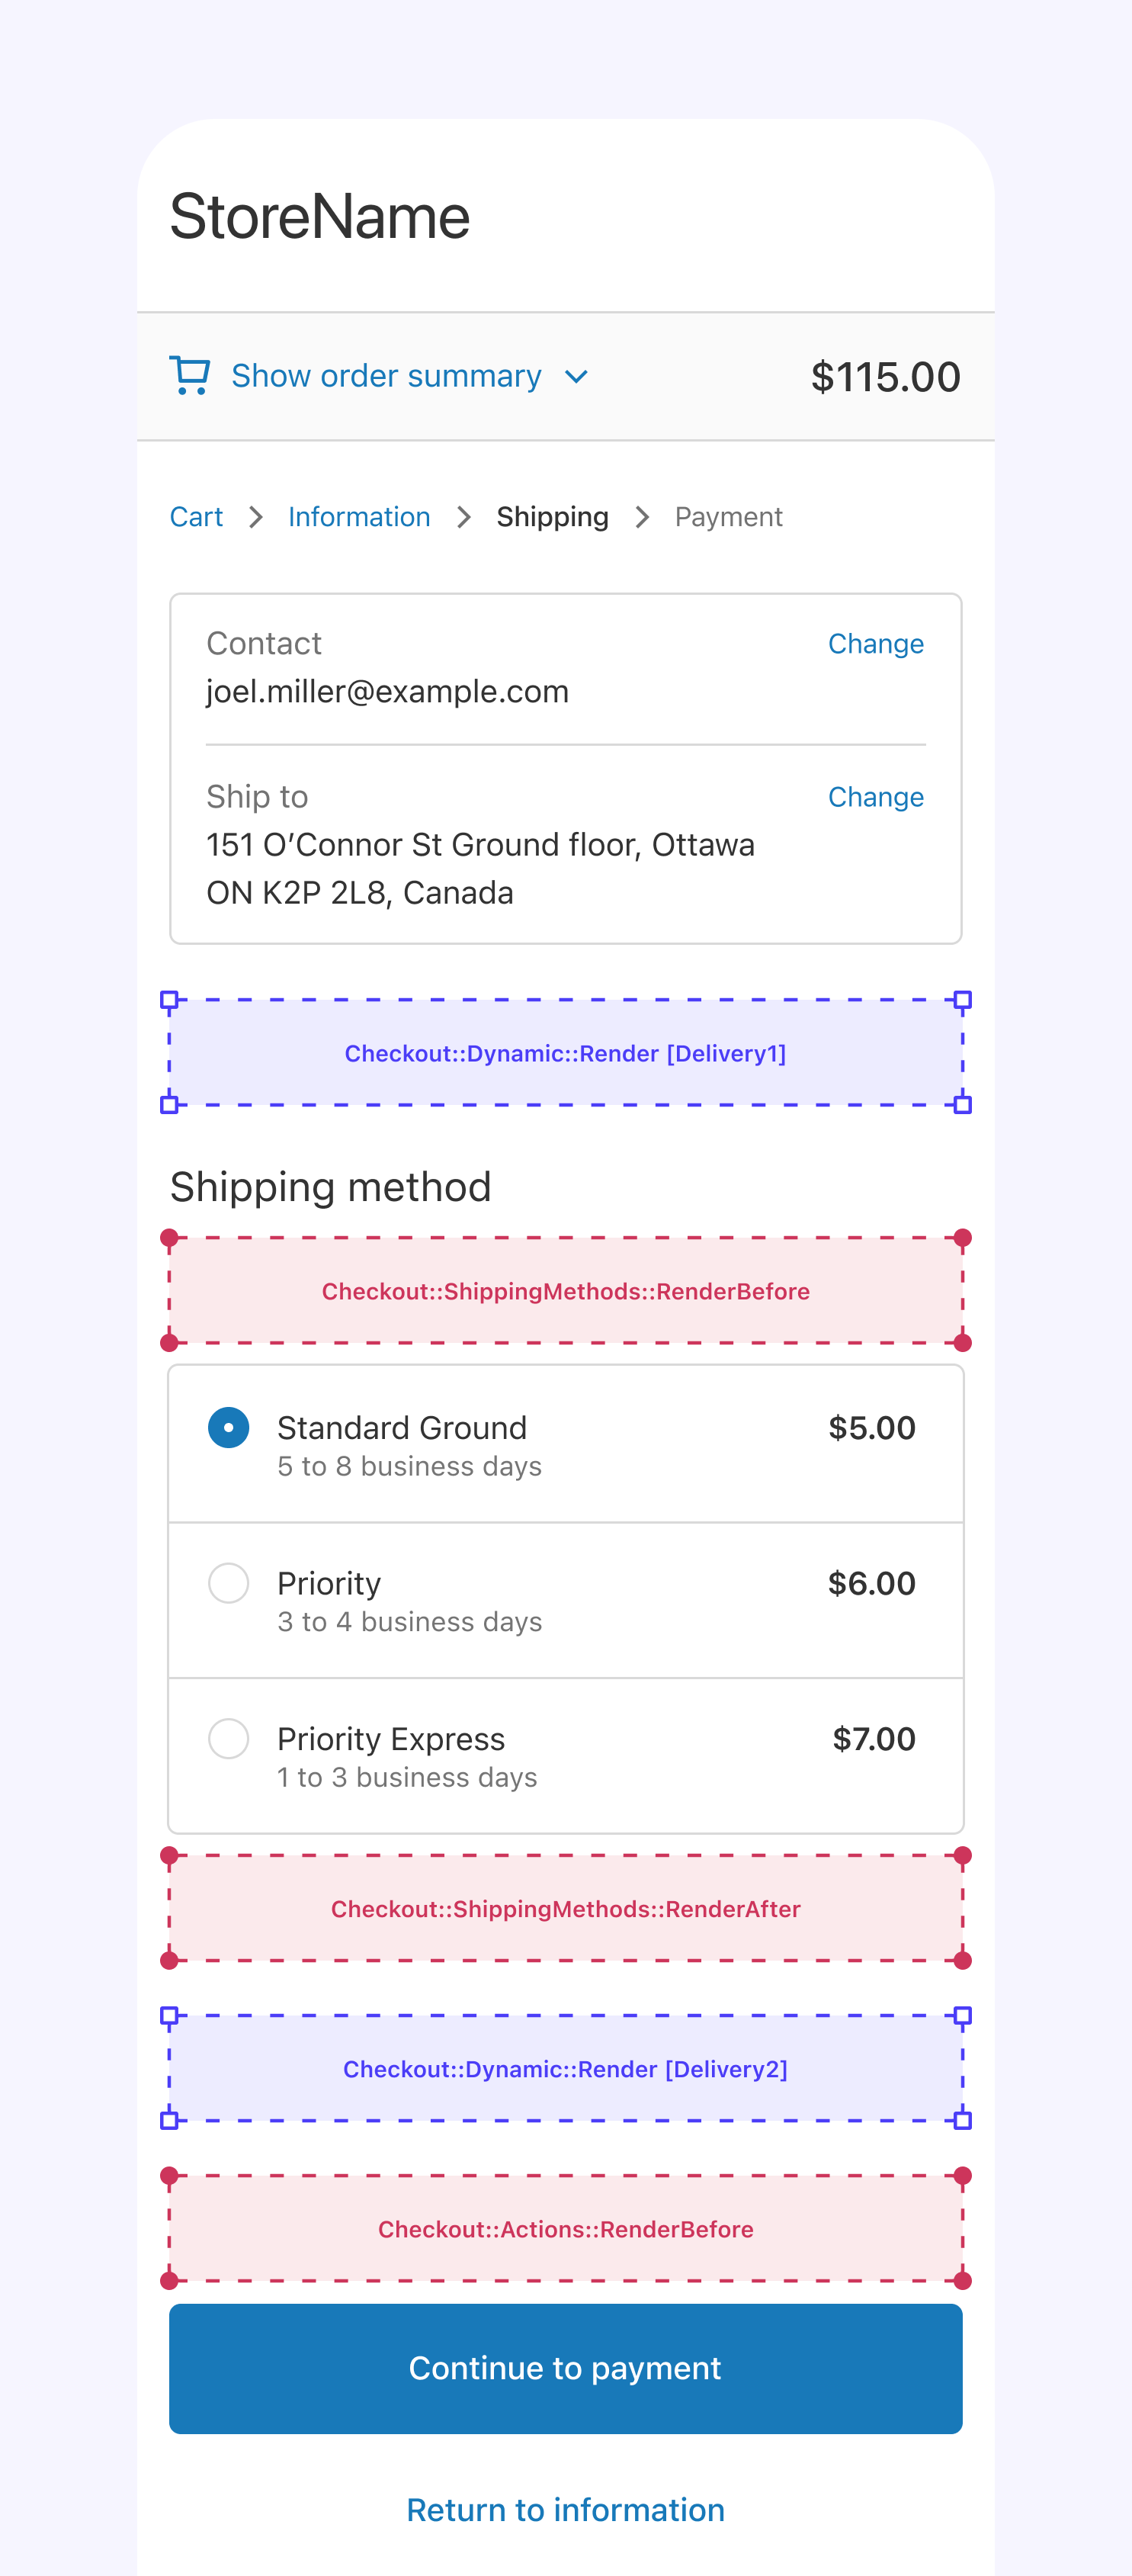 StoreName
Show order summary $115.00
Cart > Information > Shipping > Payment
Contact Change
joel.miller@example.com
Ship to Change
151 O’Connor St Ground floor, Ottawa
ON K2P 2L8, Canada
Checkout::Dynamic::Render [Delivery1]
Shipping method
Checkout::ShippingMethods::RenderBefore
Standard Ground $5.00
5 to 8 business days
Priority $6.00
3 to 4 business days
Priority Express $7.00
1 to 3 business days
Checkout::ShippingMethods::RenderAfter
Checkout::Dynamic::Render [Delivery2]
Checkout::Actions::RenderBefore
Continue to payment
Return to information